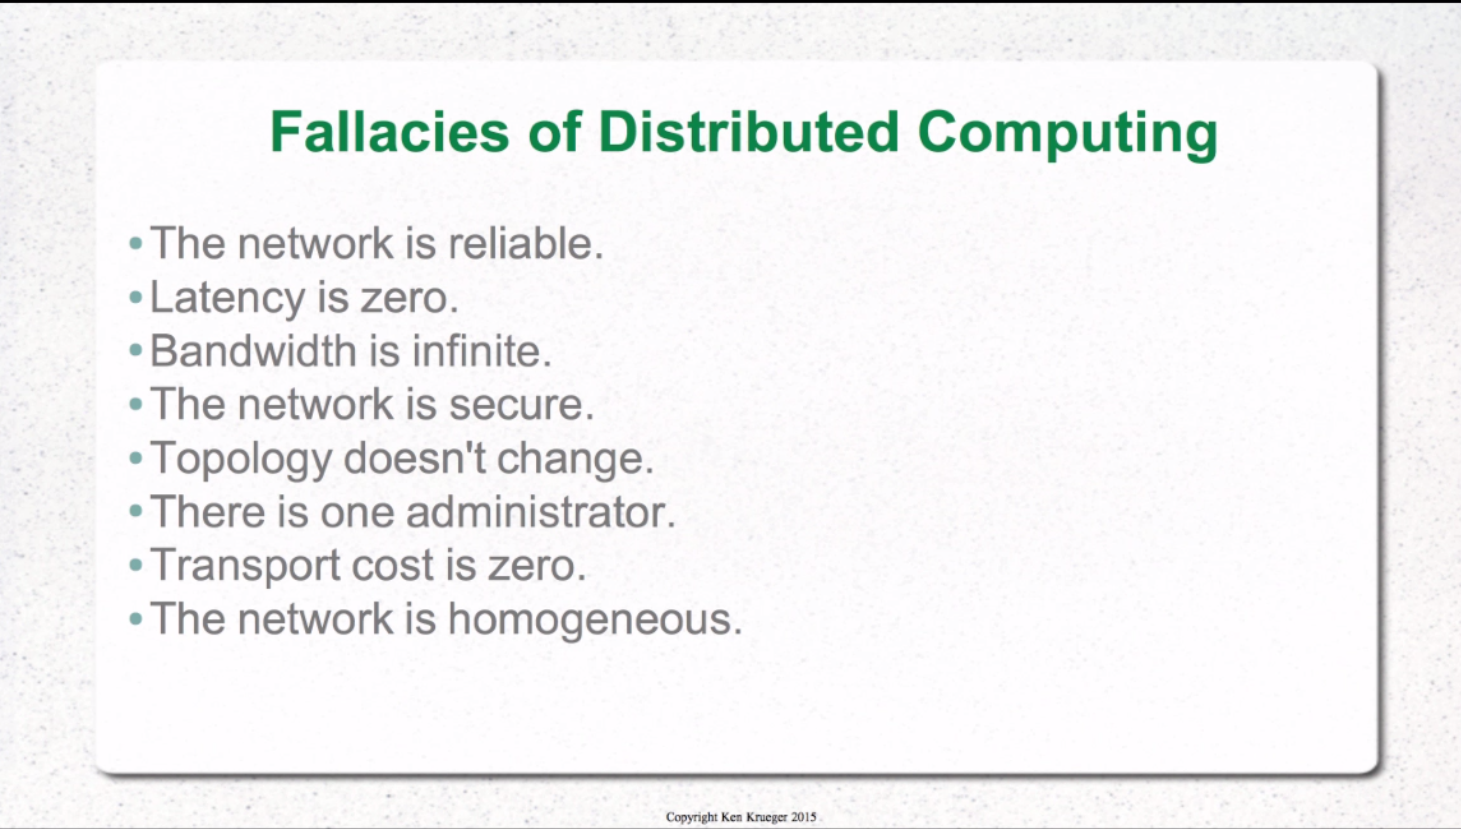 Fallacies of Distributed Computing
•The network is reliable.
•Latency is zero.
•Bandwidth is infinite.
•The network is secure.
•Topology doesn't change.
•There is one administrator.
•Transport cost is zero.
•The network is homogeneous.
Copyright Ken Krueger 2015